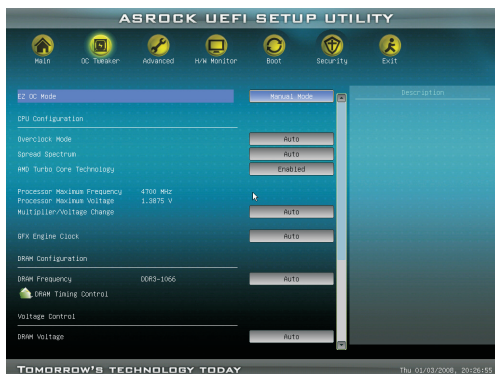 ASROCK UEFI SETUP UTILITY
Main OC Tweaker Advanced H/W Monitor Boot Security Exit
EZ OC Mode Manual Mode
Description
CPU Configuration
Overclock Mode Auto
Spread Spectrum Auto
AMD Turbo Core Technology Enabled
Processor Maximum Frequency 4700 MHz
Processor Maximum Voltage 1.3875 V
Multiplier/Voltage Change Auto
GFX Engine Clock Auto
DRAM Configuration
DRAM Frequency DDR3-1066 Auto
DRAM Timing Control
Voltage Control
DRAM Voltage Auto
TOMORROW'S TECHNOLOGY TODAY
Thu 01/03/2008, 20:26:55